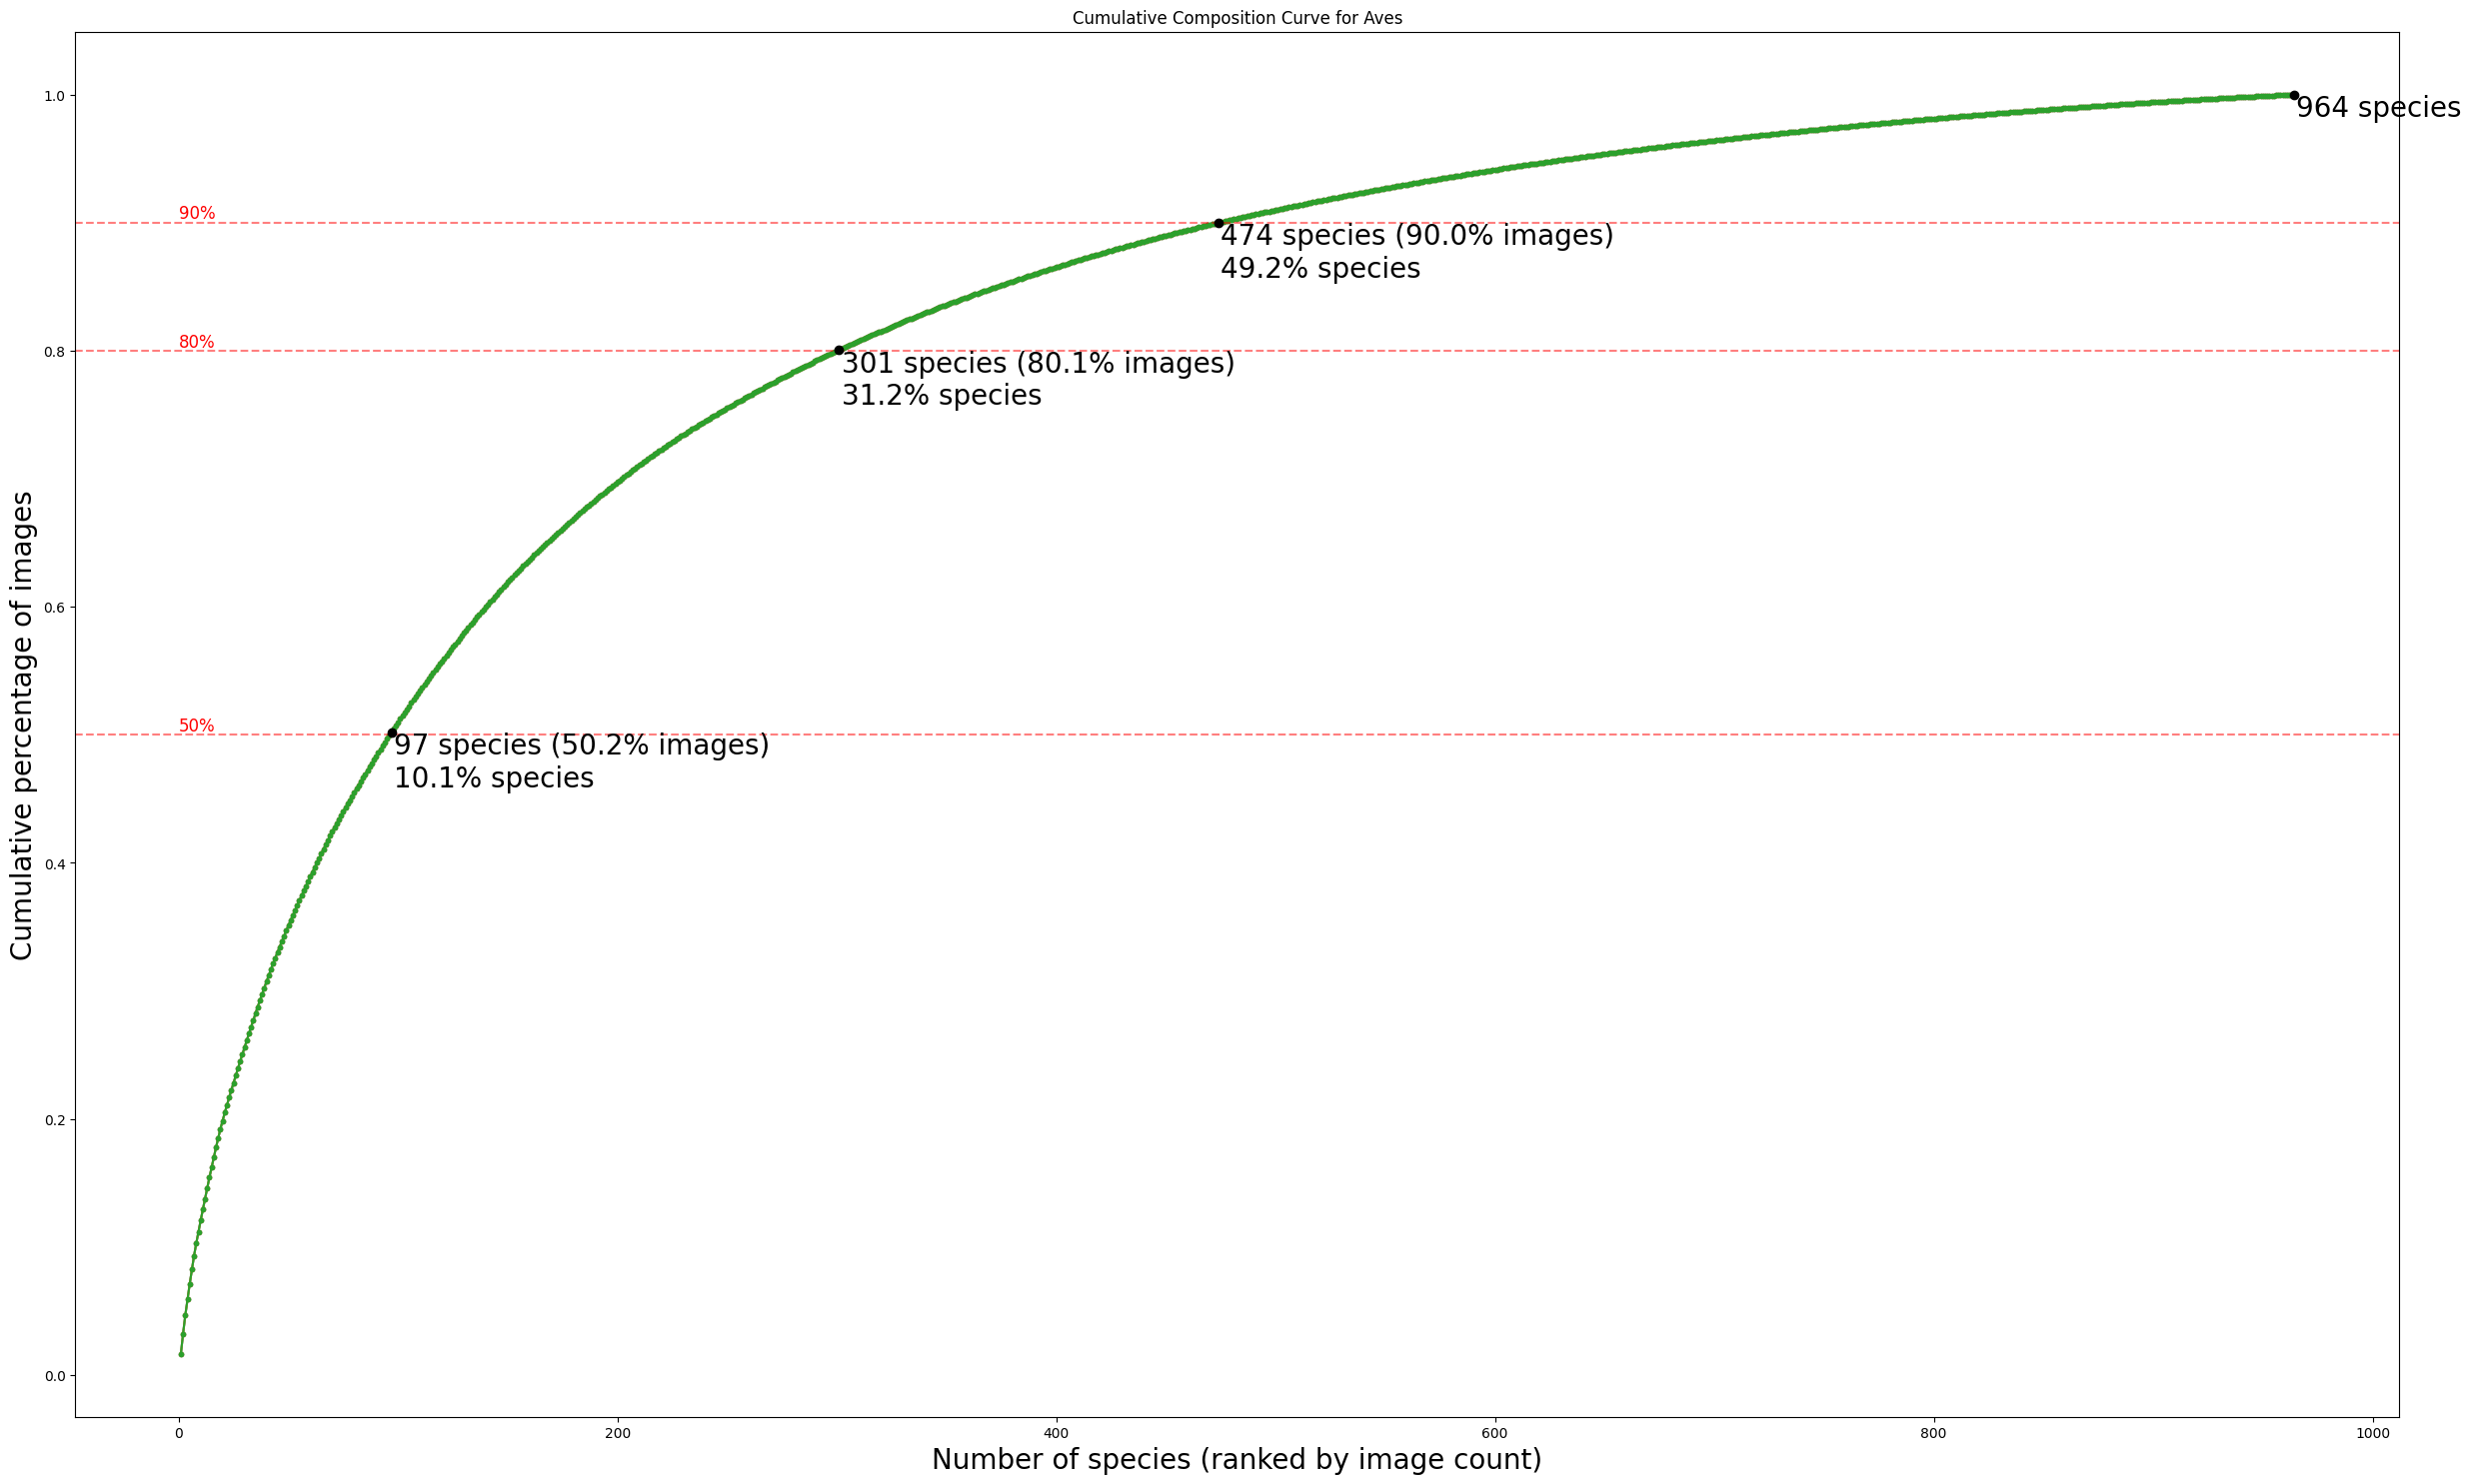 Cumulative Composition Curve for Aves
Cumulative percentage of images
1.0
0.8
0.6
0.4
0.2
0.0
90%
80%
50%
964 species
474 species (90.0% images)
49.2% species
301 species (80.1% images)
31.2% species
97 species (50.2% images)
10.1% species
0
200
400
600
800
1000
Number of species (ranked by image count)